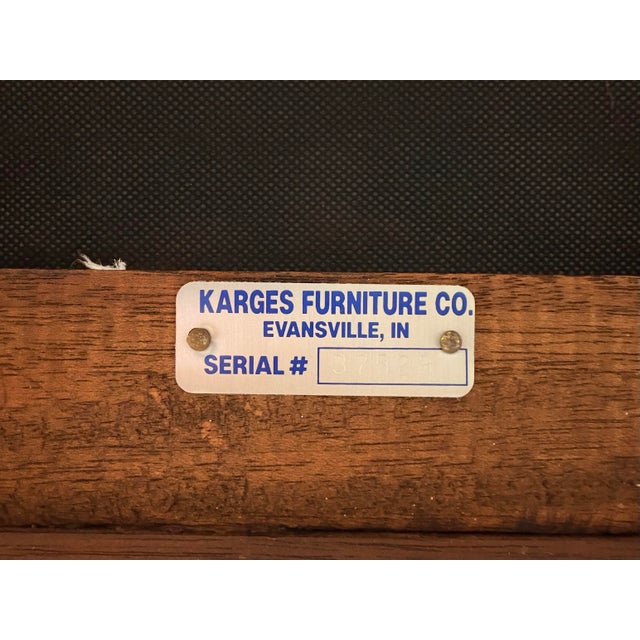 KARGES FURNITURE CO.
EVANSVILLE, IN
SERIAL #